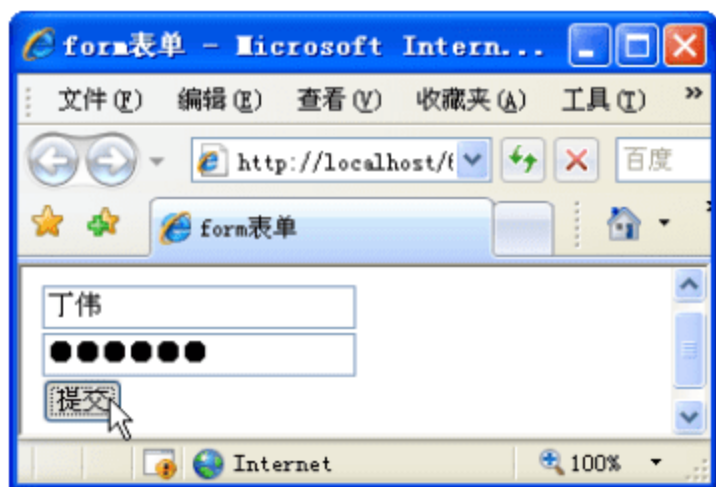 form表单 - Microsoft Intern...
文件(F) 编辑(E) 查看(V) 收藏夹(A) 工具(T) »
http://localhost/ 百度
form表单
丁伟
●●●●●●
提交
Internet 100%